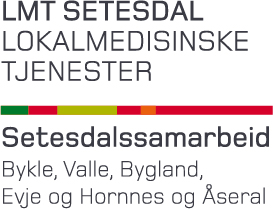 LMT SETESDAL
LOKALMEDISINSKE
TJENESTER
Setesdalssamarbeid
Bykle, Valle, Bygland,
Evje og Hornnes og Åseral